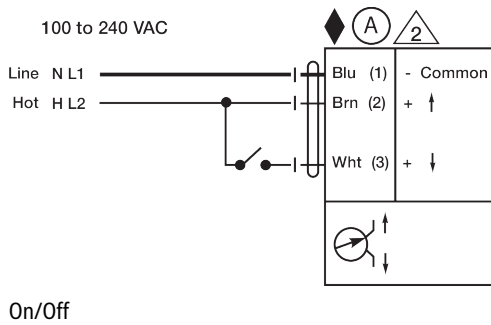 100 to 240 VAC
A
2
Line N L1
Blu (1) - Common
Hot H L2
Brn (2) +
Wht (3) +
On/Off